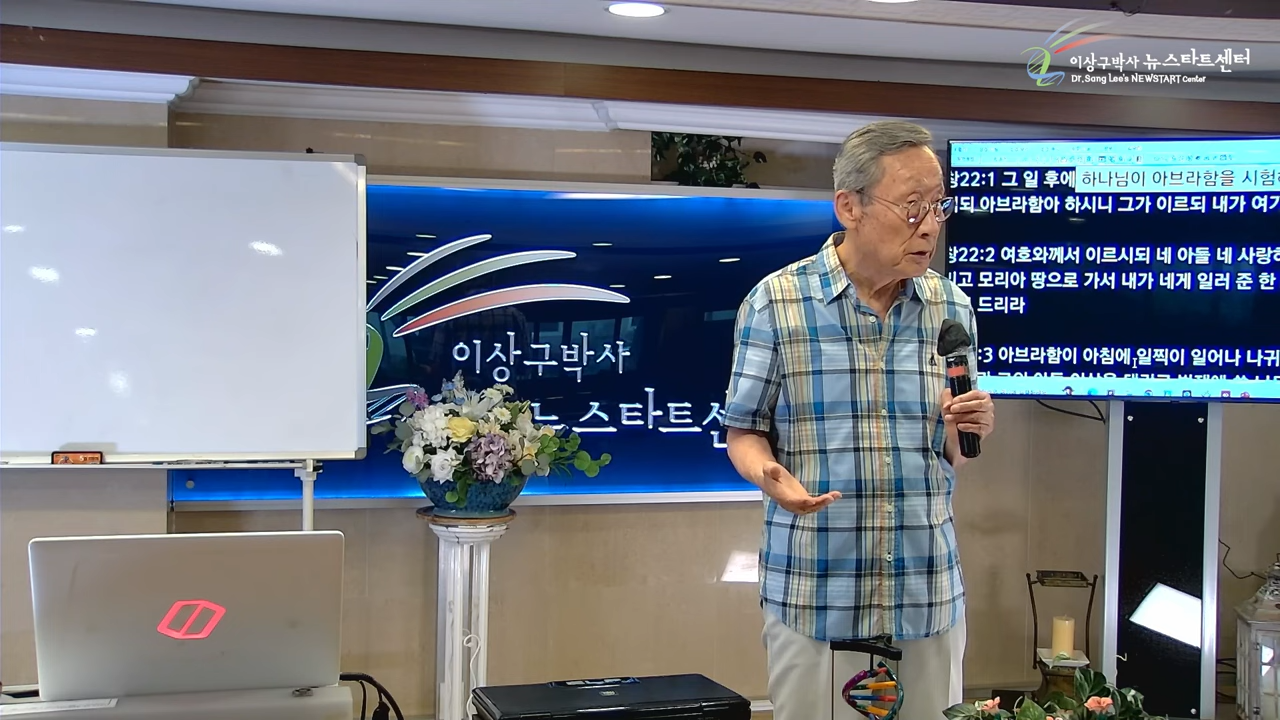 이상구박사 뉴스타트센터
Dr. Sang Lee's NEWSTART Center
창22:1 그 일 후에 하나님이 아브라함을 시험하
되 아브라함아 하시니 그가 이르되 내가 여기
창22:2 여호와께서 이르시되 네 아들 네 사랑하
고 모리아 땅으로 가서 내가 네게 일러 준 한
드리라
:3 아브라함이 아침에 일찍이 일어나 나귀
이상구박사
뉴스타트센